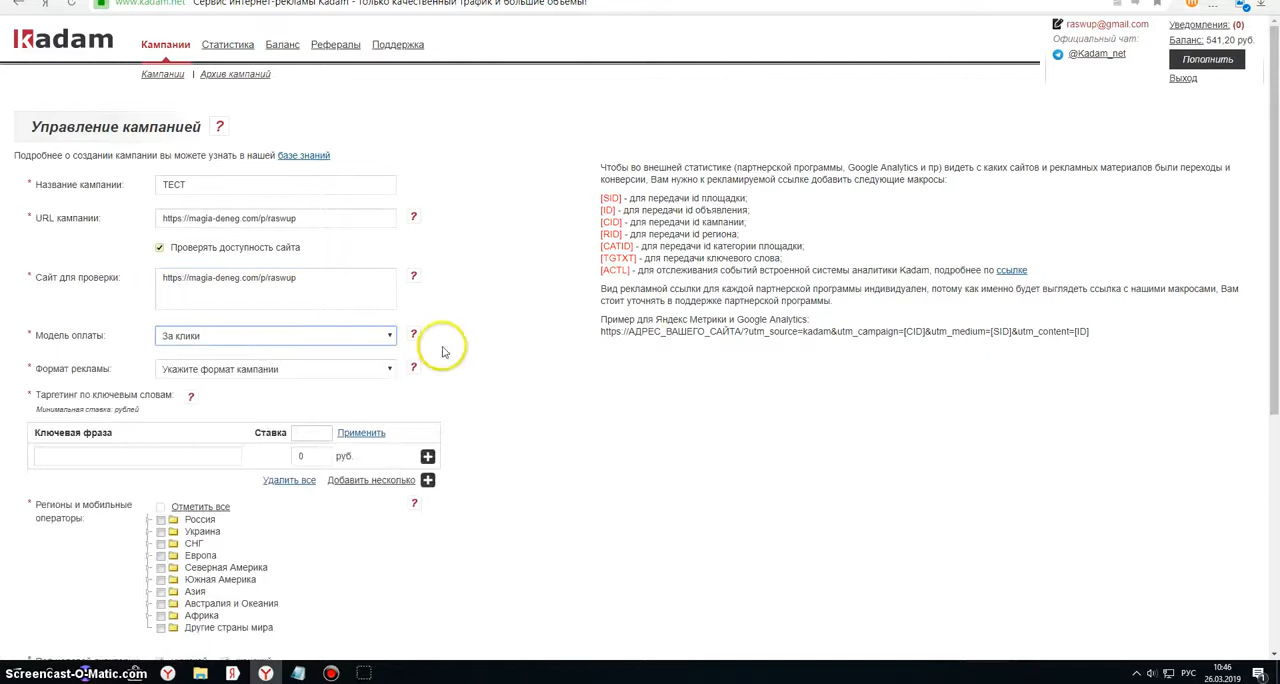 www.kadam.net Сервис интернет-рекламы Kadam - только качественный трафик и большие объемы!
Kadam
Кампании Статистика Баланс Рефералы Поддержка
raswup@gmail.com
Официальный чат:
@Kadam_net
Уведомления: (0)
Баланс: 541,20 руб.
Пополнить
Выход
Кампании | Архив кампаний
Управление кампанией ?
Подробнее о создании кампании вы можете узнать в нашей базе знаний
* Название кампании: ТЕСТ
* URL кампании: https://magia-deneg.com/p/raswup ?
Проверять доступность сайта
* Сайт для проверки: https://magia-deneg.com/p/raswup ?
* Модель оплаты: За клики ?
* Формат рекламы: Укажите формат кампании ?
* Таргетинг по ключевым словам: ?
Минимальная ставка: рублей
Ключевая фраза Ставка Применить
0 руб.
Удалить все Добавить несколько
* Регионы и мобильные операторы: ?
Отметить все
Россия
Украина
СНГ
Европа
Северная Америка
Южная Америка
Азия
Австралия и Океания
Африка
Другие страны мира
Чтобы во внешней статистике (партнерской программы, Google Analytics и пр) видеть с каких сайтов и рекламных материалов были переходы и
конверсии, Вам нужно к рекламируемой ссылке добавить следующие макросы:
[SID] - для передачи id площадки;
[ID] - для передачи id объявления;
[CID] - для передачи id кампании;
[RID] - для передачи id региона;
[CATID] - для передачи id категории площадки;
[TGTXT] - для передачи ключевого слова;
[ACTL] - для отслеживания событий встроенной системы аналитики Kadam, подробнее по ссылке
Вид рекламной ссылки для каждой партнерской программы индивидуален, потому как именно будет выглядеть ссылка с нашими макросами, Вам
стоит уточнять в поддержке партнерской программы.
Пример для Яндекс Метрики и Google Analytics:
https://АДРЕС_ВАШЕГО_САЙТА/?utm_source=kadam&utm_campaign=[CID]&utm_medium=[SID]&utm_content=[ID]
Screencast-O-Matic.com
РУС
10:46
26.03.2019